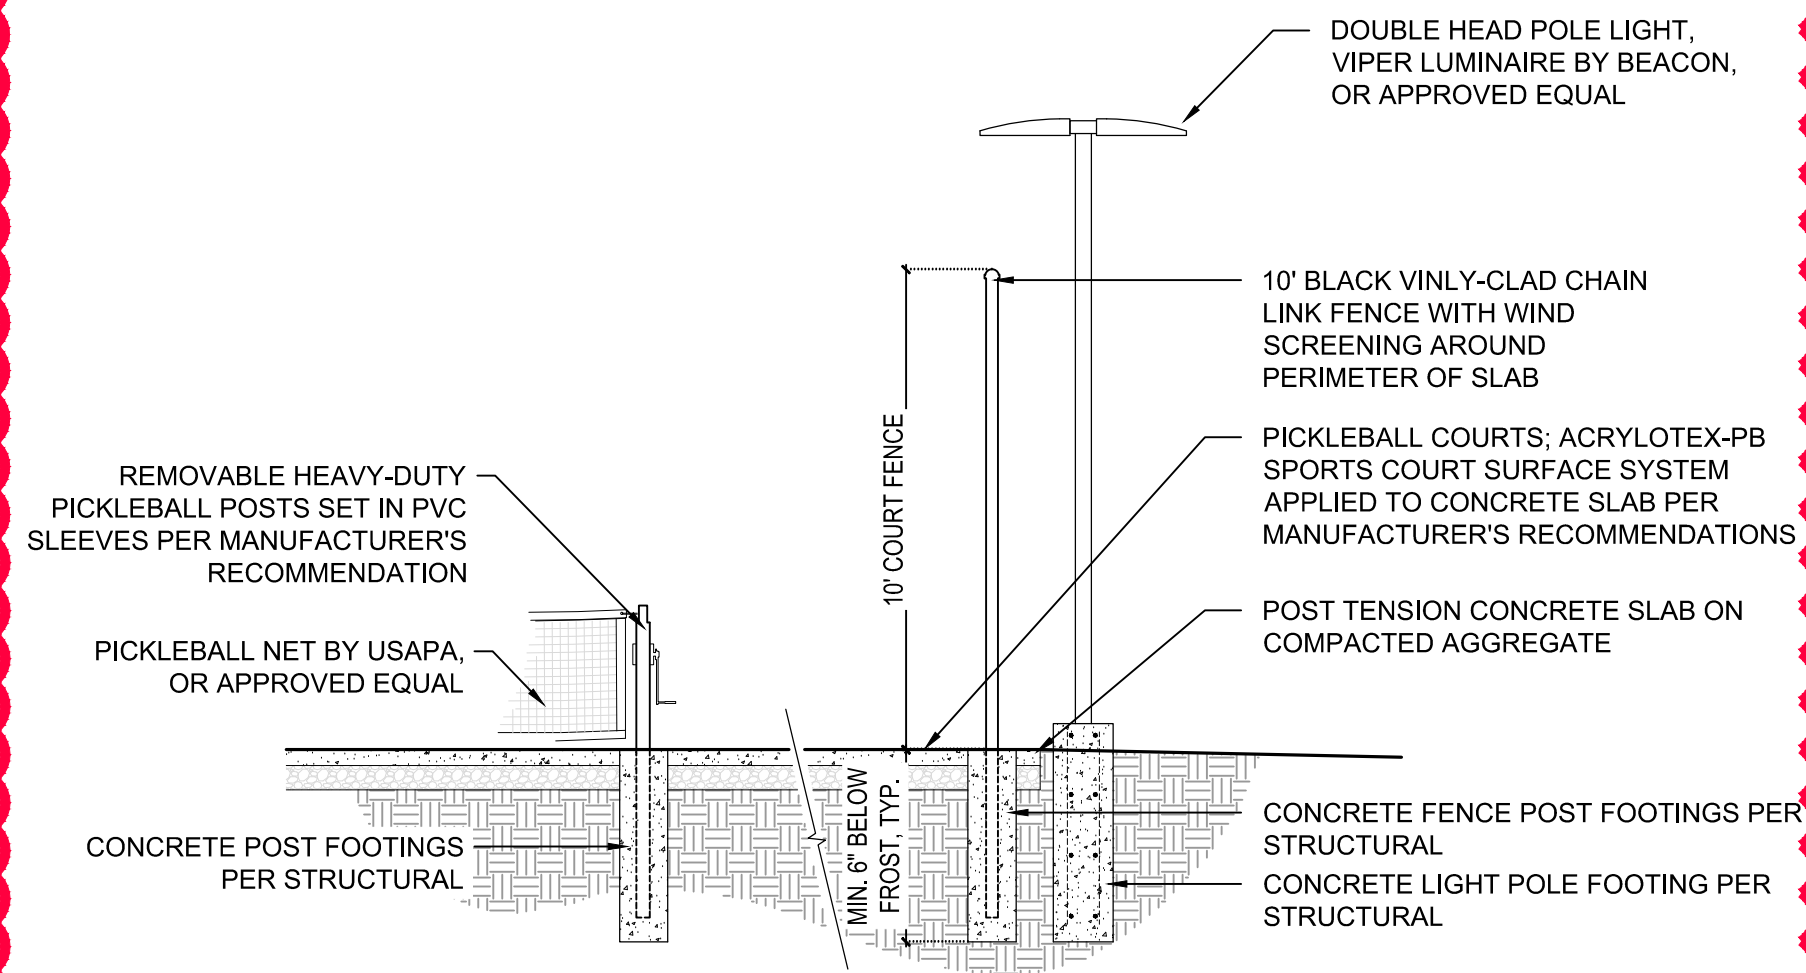 DOUBLE HEAD POLE LIGHT,
VIPER LUMINAIRE BY BEACON,
OR APPROVED EQUAL
10' BLACK VINLY-CLAD CHAIN
LINK FENCE WITH WIND
SCREENING AROUND
PERIMETER OF SLAB
10' COURT FENCE
PICKLEBALL COURTS; ACRYLOTEX-PB
SPORTS COURT SURFACE SYSTEM
APPLIED TO CONCRETE SLAB PER
MANUFACTURER'S RECOMMENDATIONS
REMOVABLE HEAVY-DUTY
PICKLEBALL POSTS SET IN PVC
SLEEVES PER MANUFACTURER'S
RECOMMENDATION
POST TENSION CONCRETE SLAB ON
COMPACTED AGGREGATE
PICKLEBALL NET BY USAPA,
OR APPROVED EQUAL
MIN. 6" BELOW
FROST, TYP.
CONCRETE FENCE POST FOOTINGS PER
STRUCTURAL
CONCRETE POST FOOTINGS
PER STRUCTURAL
CONCRETE LIGHT POLE FOOTING PER
STRUCTURAL